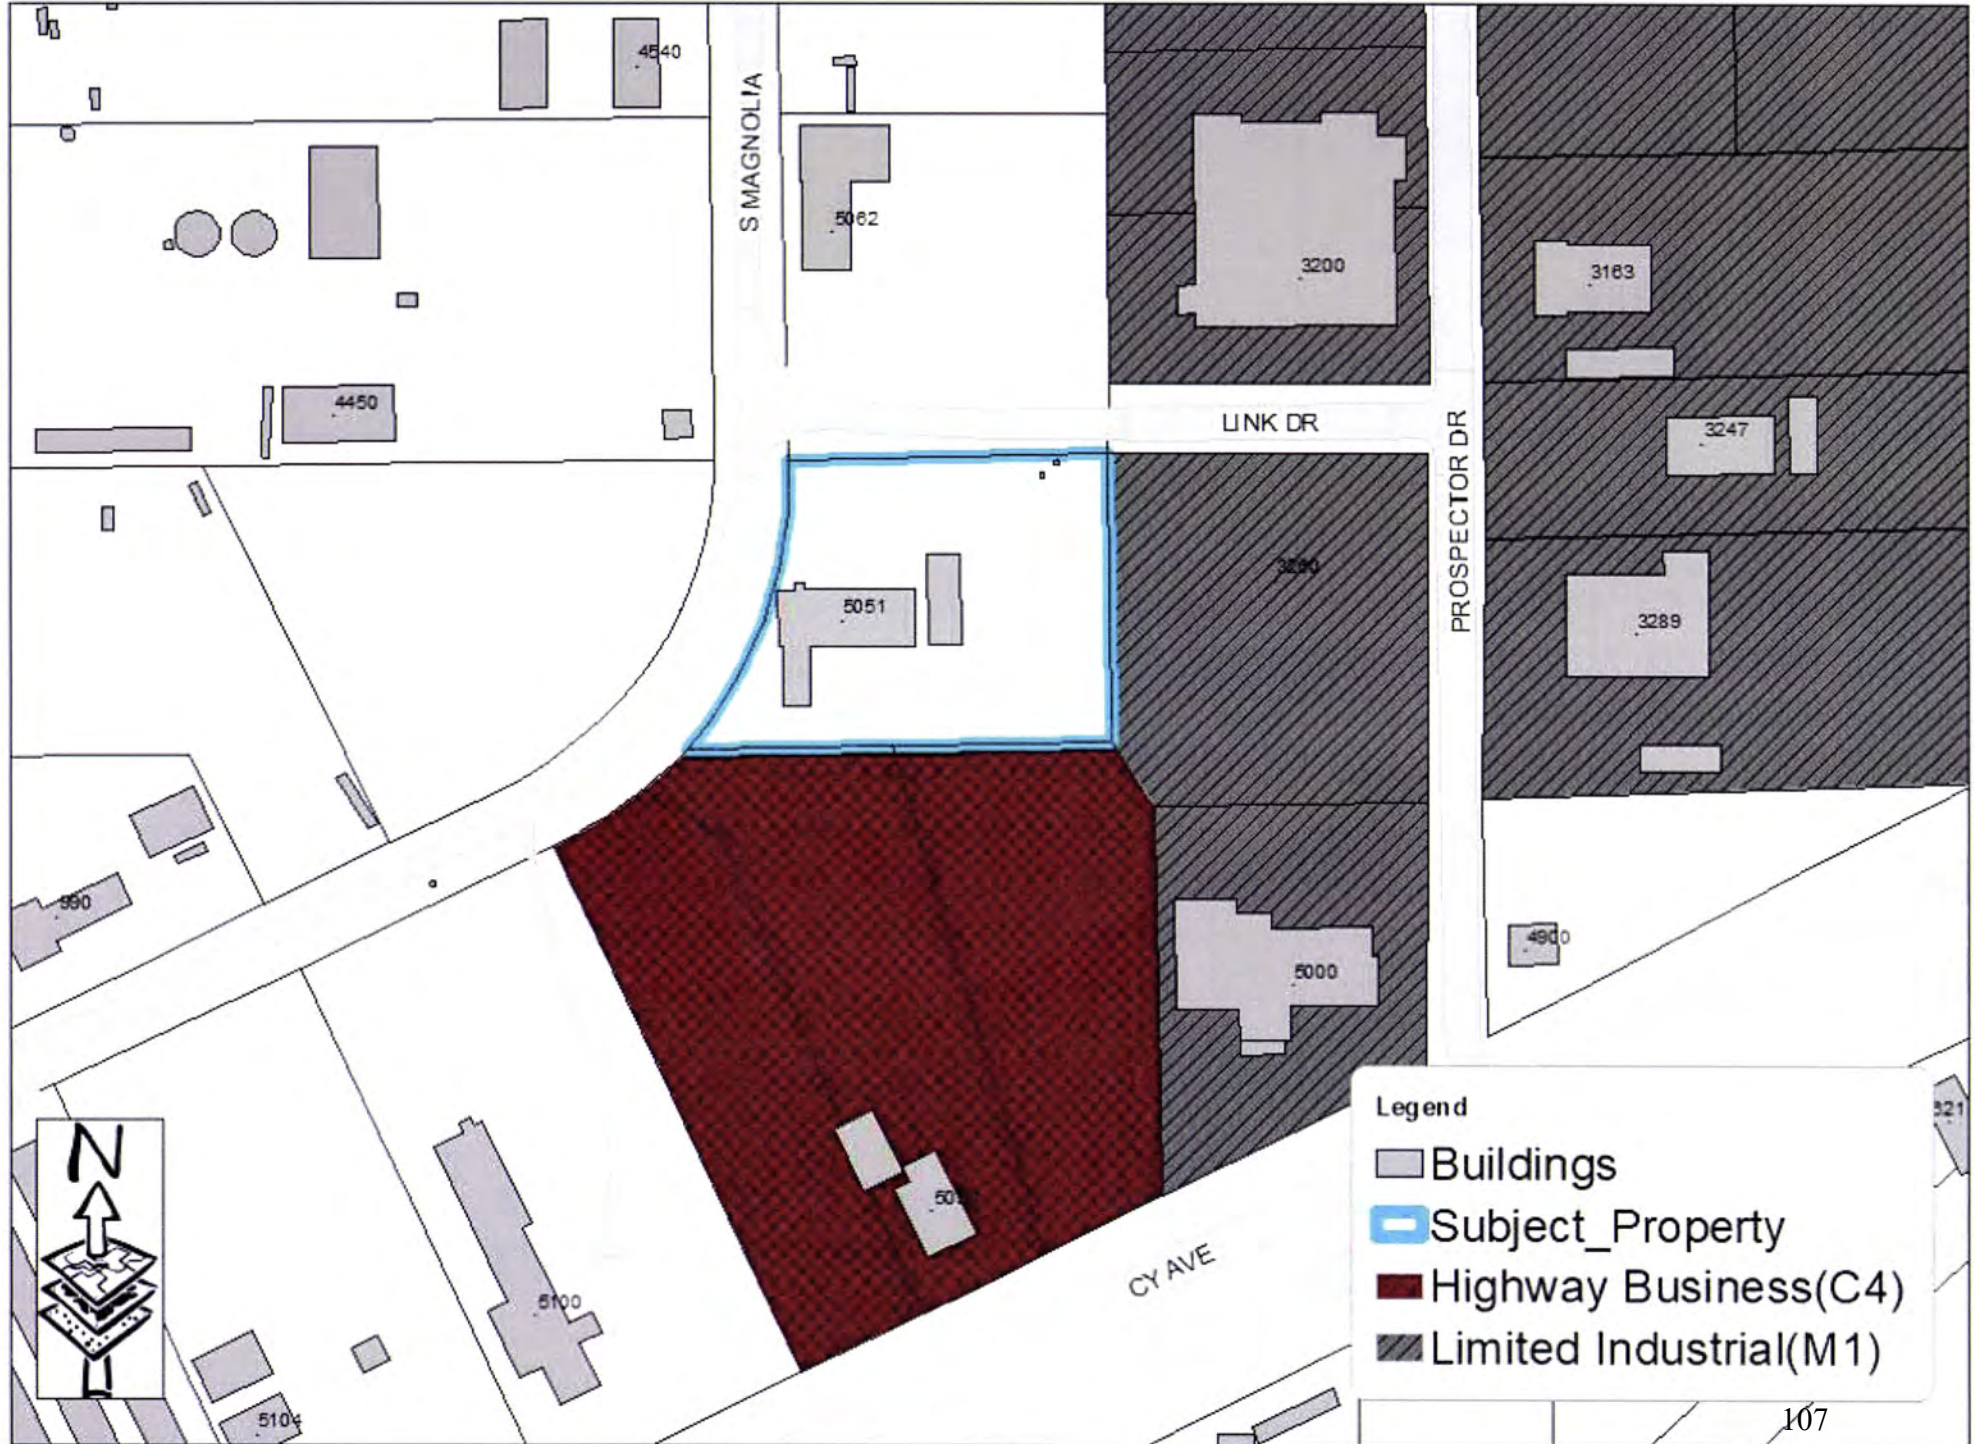 4540
S MAGNOLIA
5062
3200
3163
4450
LINK DR
3247
PROSPECTOR DR
5051
3289
990
4900
5000
5100
CY AVE
5104
N
Legend
Buildings
Subject_Property
Highway Business(C4)
Limited Industrial(M1)
107